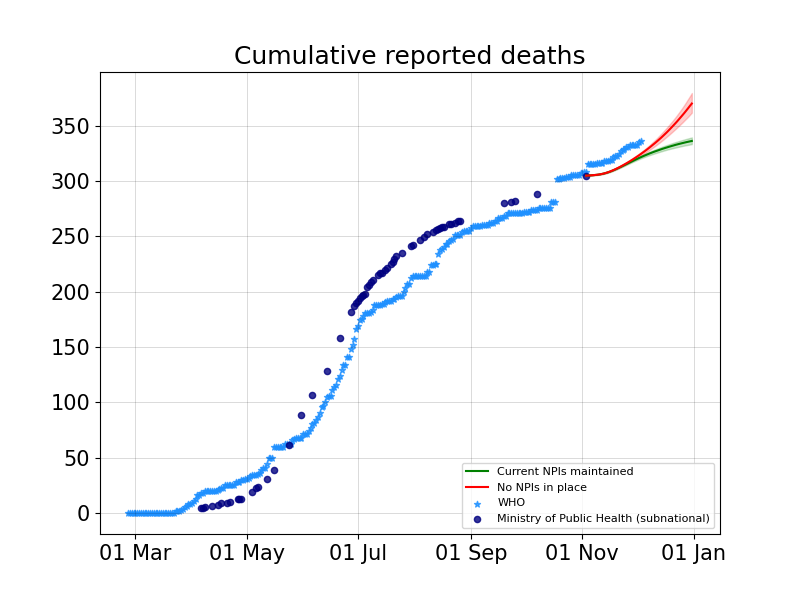 Cumulative reported deaths
350
300
250
200
150
100
50
0
01 Mar 01 May 01 Jul 01 Sep 01 Nov 01 Jan
Current NPIs maintained
No NPIs in place
WHO
Ministry of Public Health (subnational)